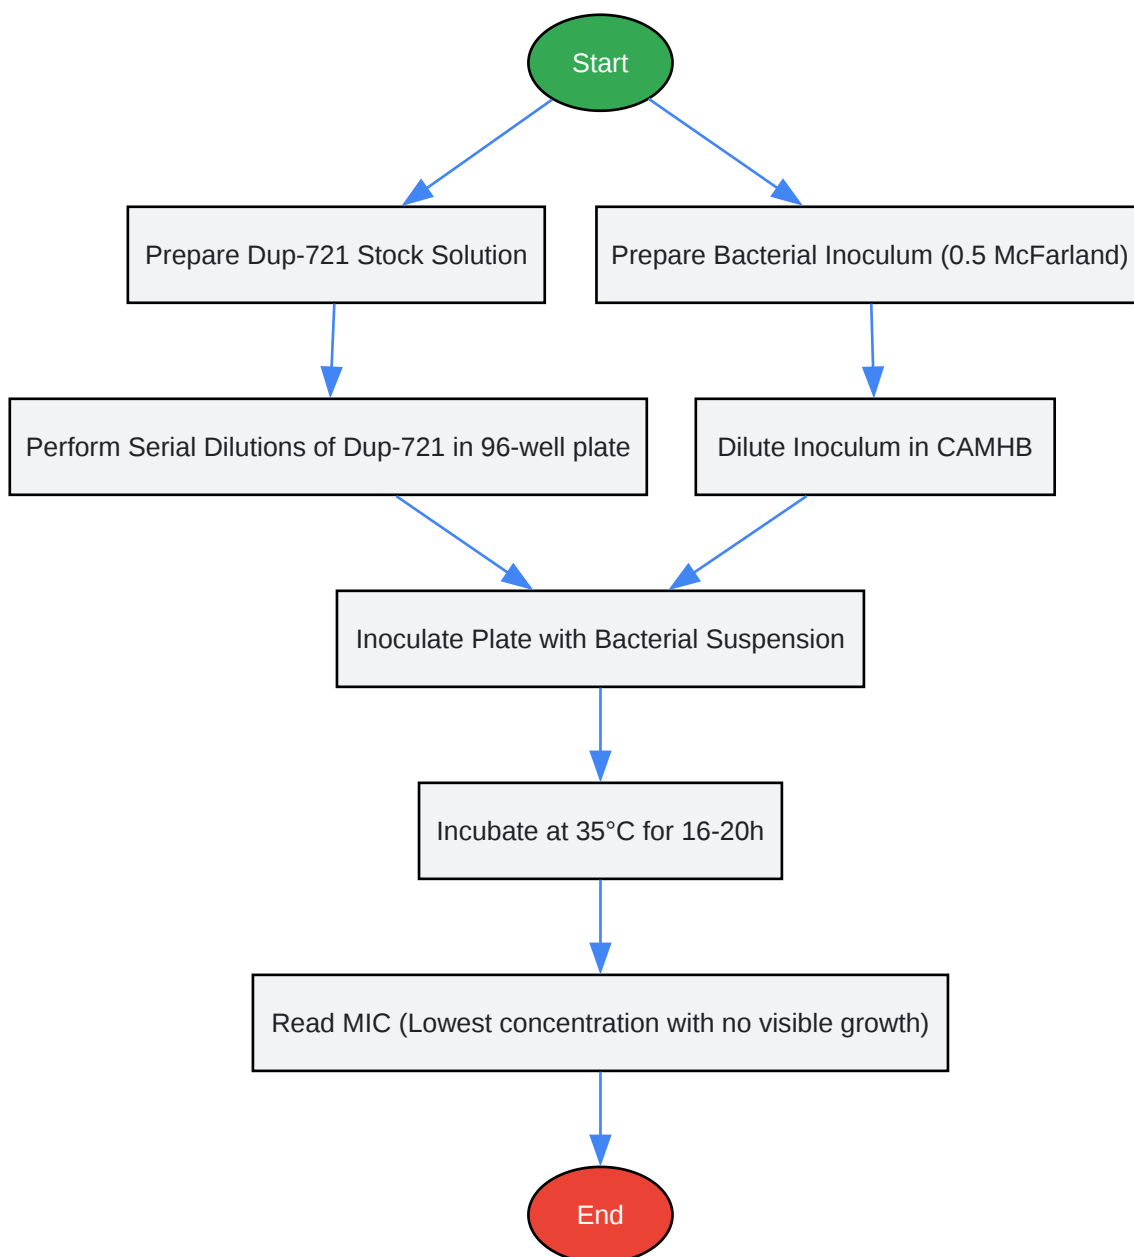 Start
Prepare Dup-721 Stock Solution
Prepare Bacterial Inoculum (0.5 McFarland)
Perform Serial Dilutions of Dup-721 in 96-well plate
Dilute Inoculum in CAMHB
Inoculate Plate with Bacterial Suspension
Incubate at 35°C for 16-20h
Read MIC (Lowest concentration with no visible growth)
End